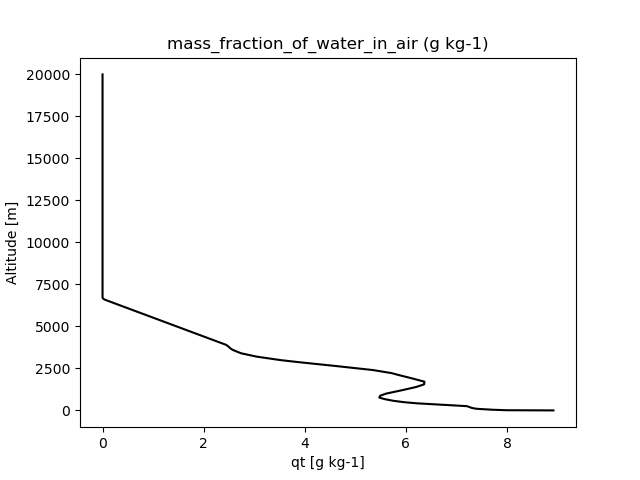 mass_fraction_of_water_in_air (g kg-1)
20000
17500
15000
12500
10000
7500
5000
2500
0
Altitude [m]
0 2 4 6 8
qt [g kg-1]